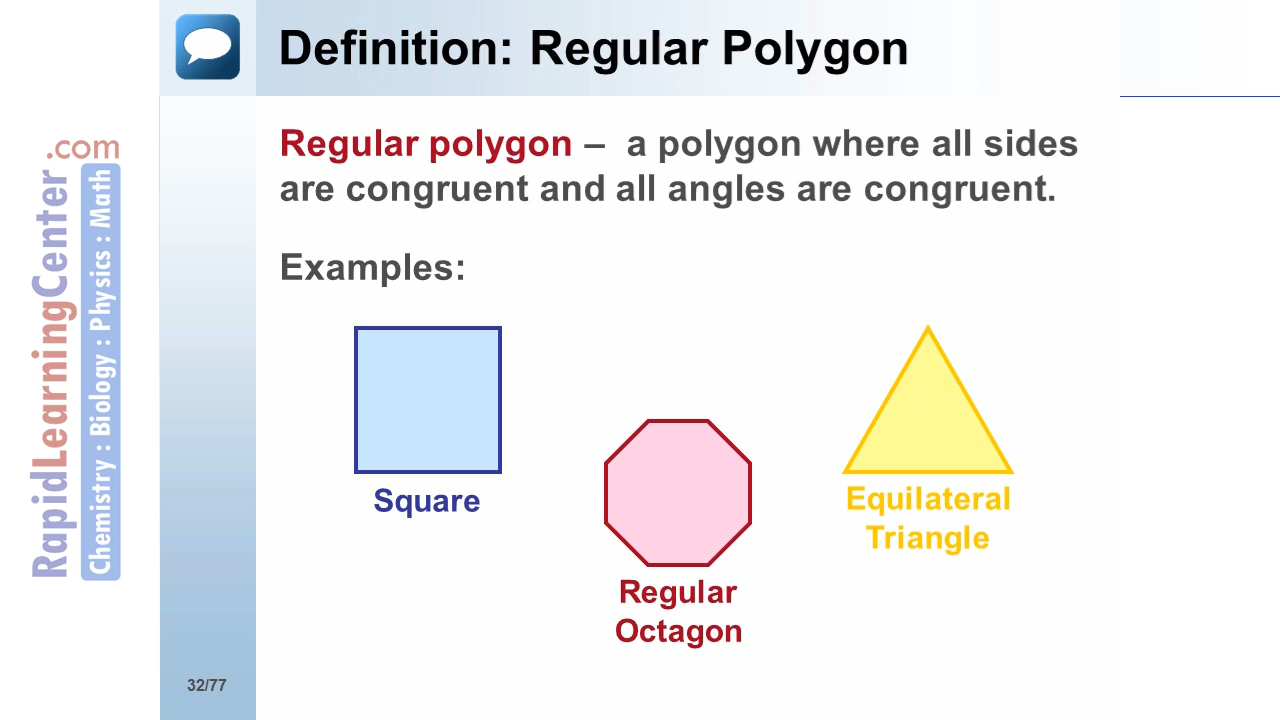 Definition: Regular Polygon
Regular polygon – a polygon where all sides
are congruent and all angles are congruent.
Examples:
Square
Regular
Octagon
Equilateral
Triangle
RapidLearningCenter.com
Chemistry : Biology : Physics : Math
32/77